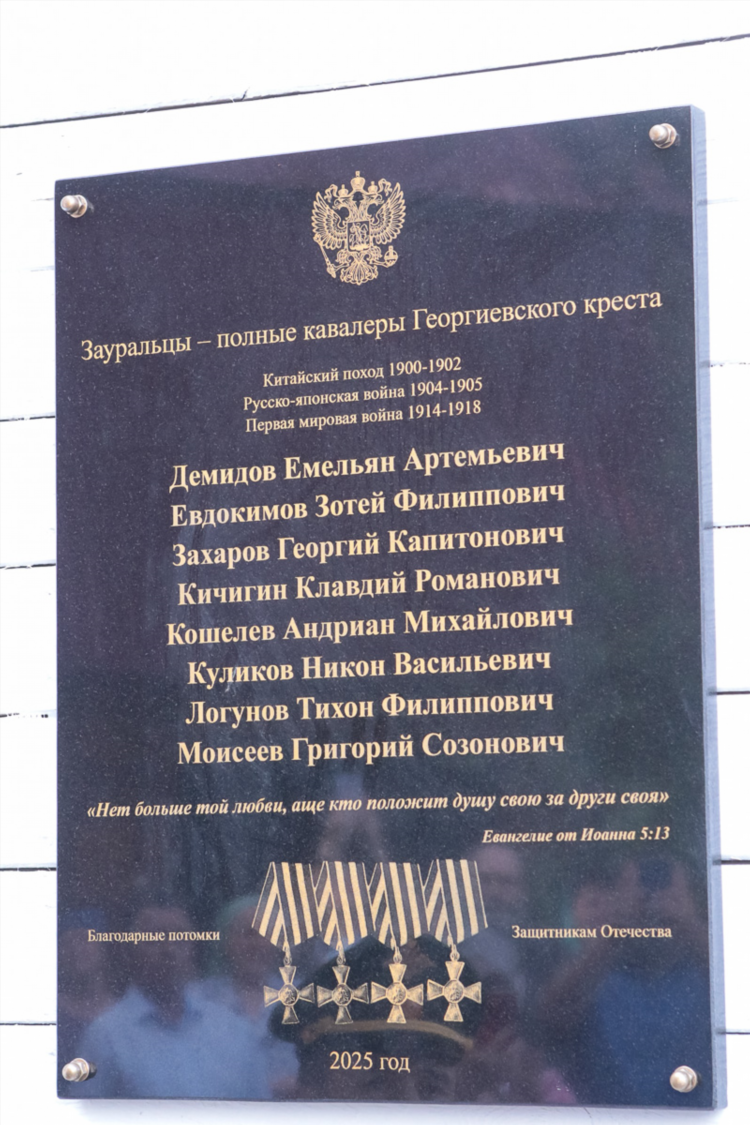 Зауральцы – полные кавалеры Георгиевского креста
Китайский поход 1900-1902
Русско-японская война 1904-1905
Первая мировая война 1914-1918
Демидов Емельян Артемьевич
Евдокимов Зотей Филиппович
Захаров Георгий Капитонович
Кичигин Клавдий Романович
Кошелев Андриан Михайлович
Куликов Никон Васильевич
Логунов Тихон Филиппович
Моисеев Григорий Созонович
«Нет больше той любви, аще кто положит душу свою за други своя»
Евангелие от Иоанна 5:13
Благодарные потомки
Защитникам Отечества
2025 год